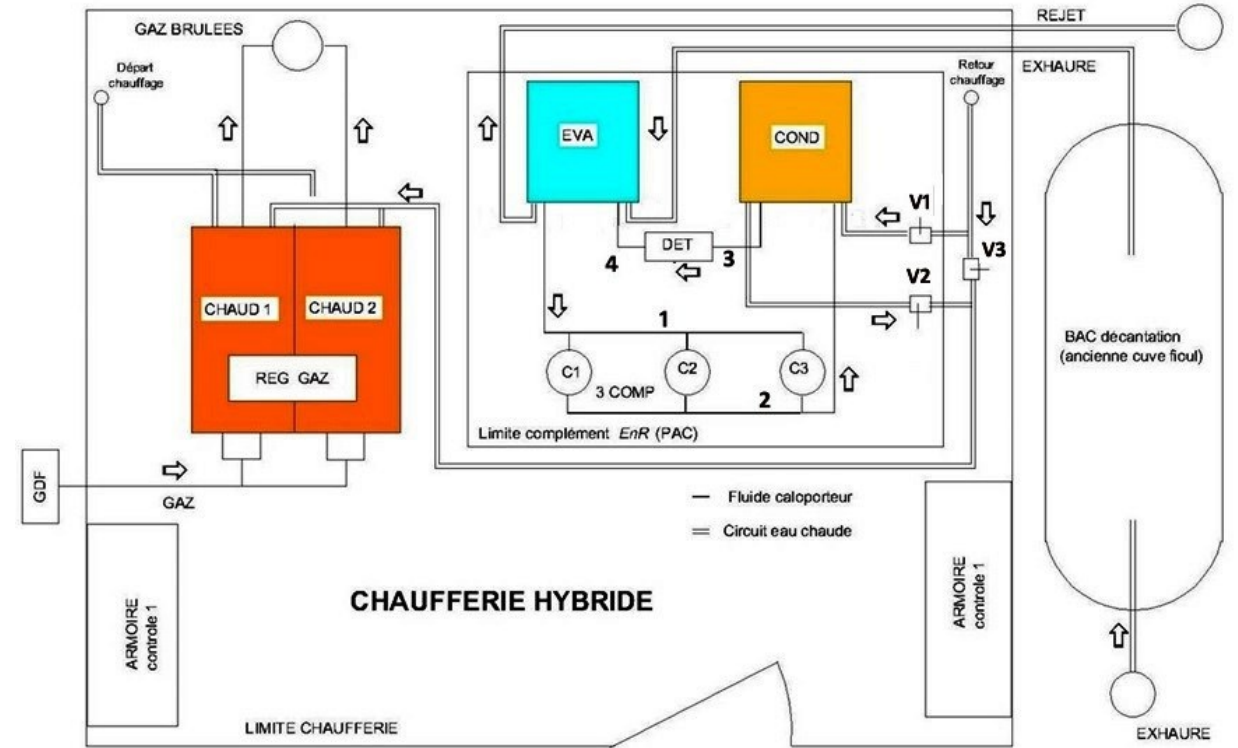 GAZ BRULEES
REJET
Départ
chauffage
Retour
chauffage
EXHAURE
EVA
COND
V1
DET
4
3
V3
V2
CHAUD 1
CHAUD 2
1
BAC décantation
(ancienne cuve fioul)
C1
C2
C3
REG GAZ
3 COMP
2
Limite complément EnR (PAC)
GDF
GAZ
Fluide caloporteur
Circuit eau chaude
ARMOIRE
controle 1
CHAUFFERIE HYBRIDE
ARMOIRE
controle 1
LIMITE CHAUFFERIE
EXHAURE